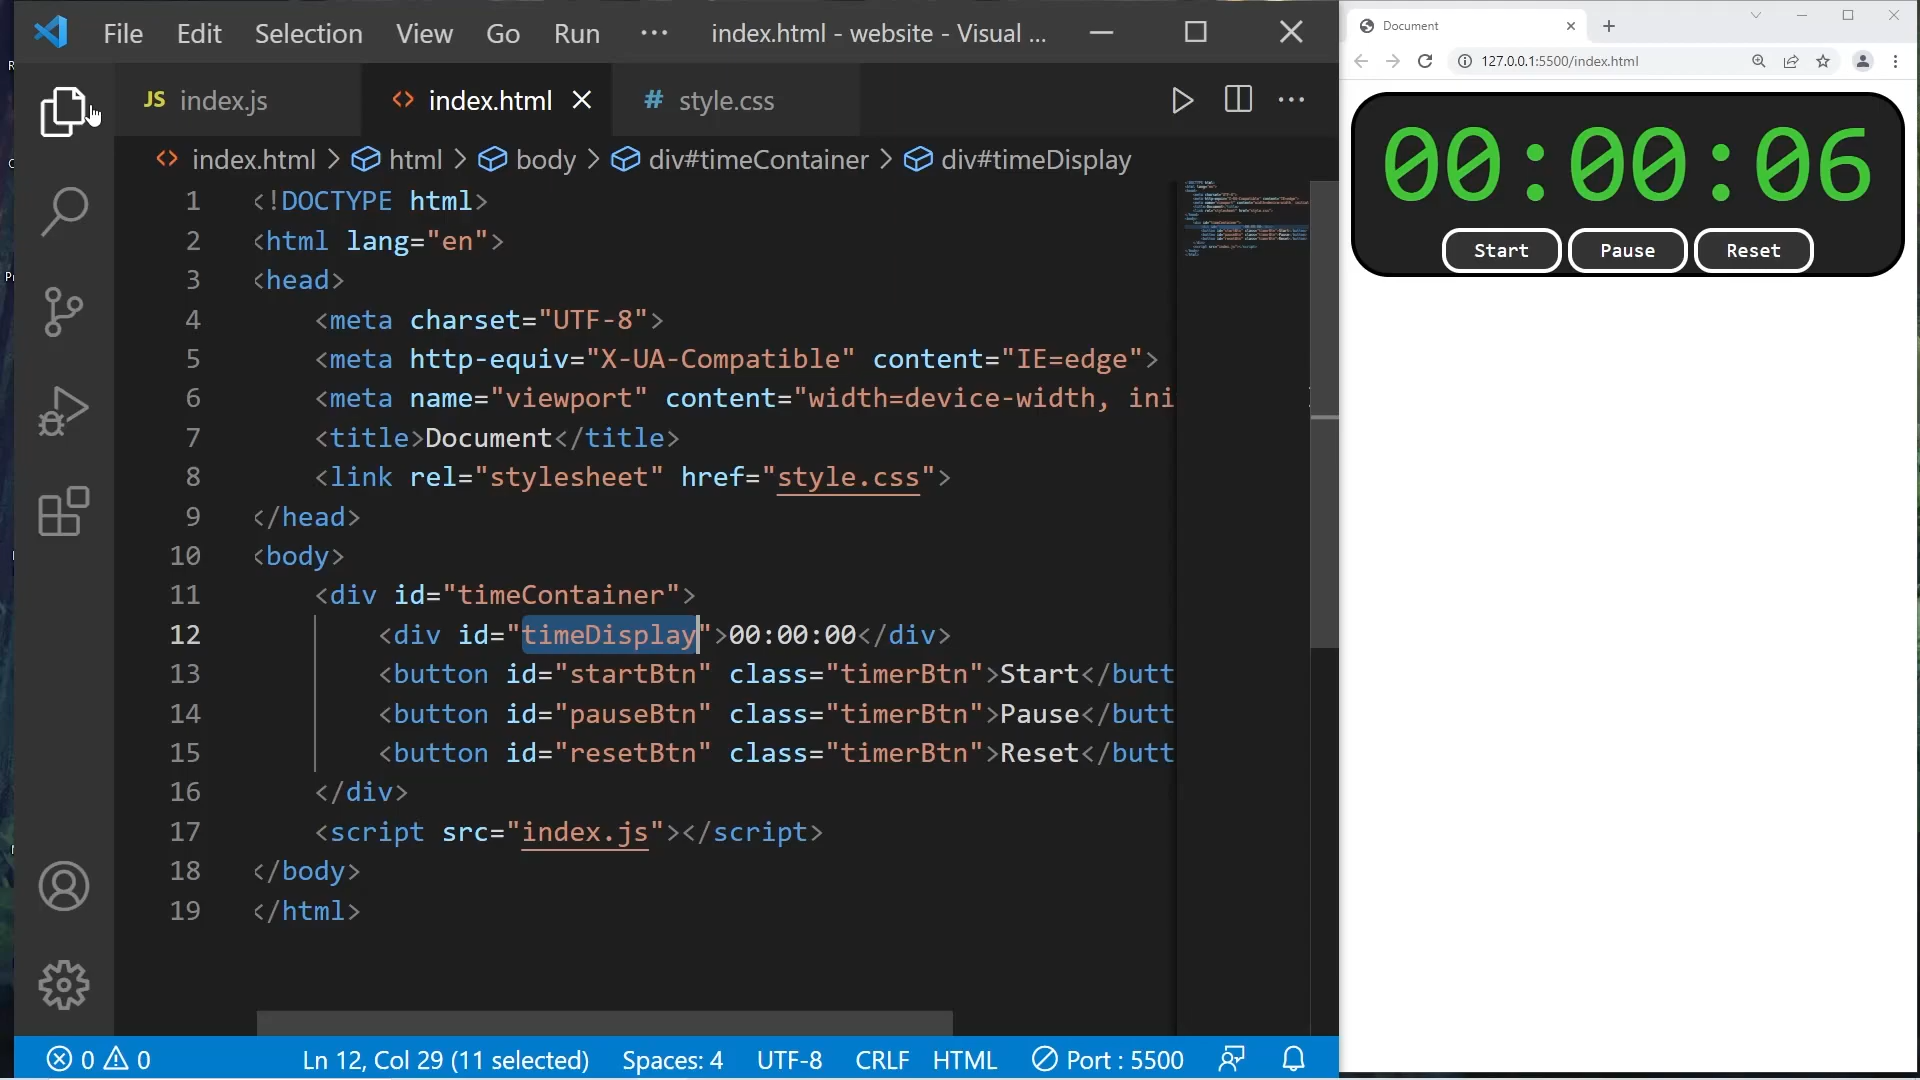 File Edit Selection View Go Run ··· index.html - website - Visual ...
JS index.js <> index.html # style.css
<> index.html > html > body > div#timeContainer > div#timeDisplay
1 <!DOCTYPE html>
2 <html lang="en">
3 <head>
4 <meta charset="UTF-8">
5 <meta http-equiv="X-UA-Compatible" content="IE=edge">
6 <meta name="viewport" content="width=device-width, ini
7 <title>Document</title>
8 <link rel="stylesheet" href="style.css">
9 </head>
10 <body>
11 <div id="timeContainer">
12 <div id="timeDisplay">00:00:00</div>
13 <button id="startBtn" class="timerBtn">Start</butt
14 <button id="pauseBtn" class="timerBtn">Pause</butt
15 <button id="resetBtn" class="timerBtn">Reset</butt
16 </div>
17 <script src="index.js"></script>
18 </body>
19 </html>
0 0 Ln 12, Col 29 (11 selected) Spaces: 4 UTF-8 CRLF HTML Port : 5500
Document
127.0.0.1:5500/index.html
00:00:06
Start Pause Reset